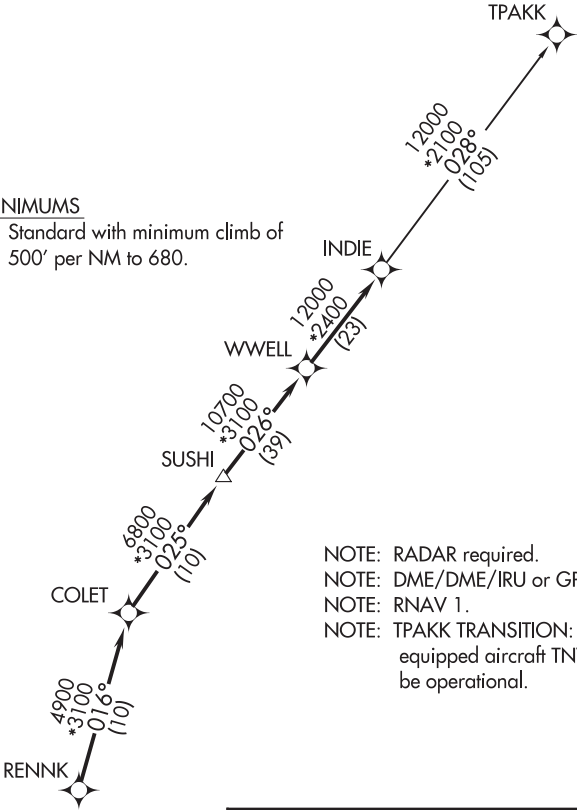 TPAKK
12000
*2100
028°
(105)
NIMUMS
Standard with minimum climb of
500' per NM to 680.
INDIE
12000
*2400
(23)
WWELL
10700
*3100
026°
(39)
SUSHI
6800
*3100
025°
(10)
NOTE: RADAR required.
NOTE: DME/DME/IRU or GP
NOTE: RNAV 1.
NOTE: TPAKK TRANSITION:
equipped aircraft TN
be operational.
COLET
4900
*3100
016°
(10)
RENNK